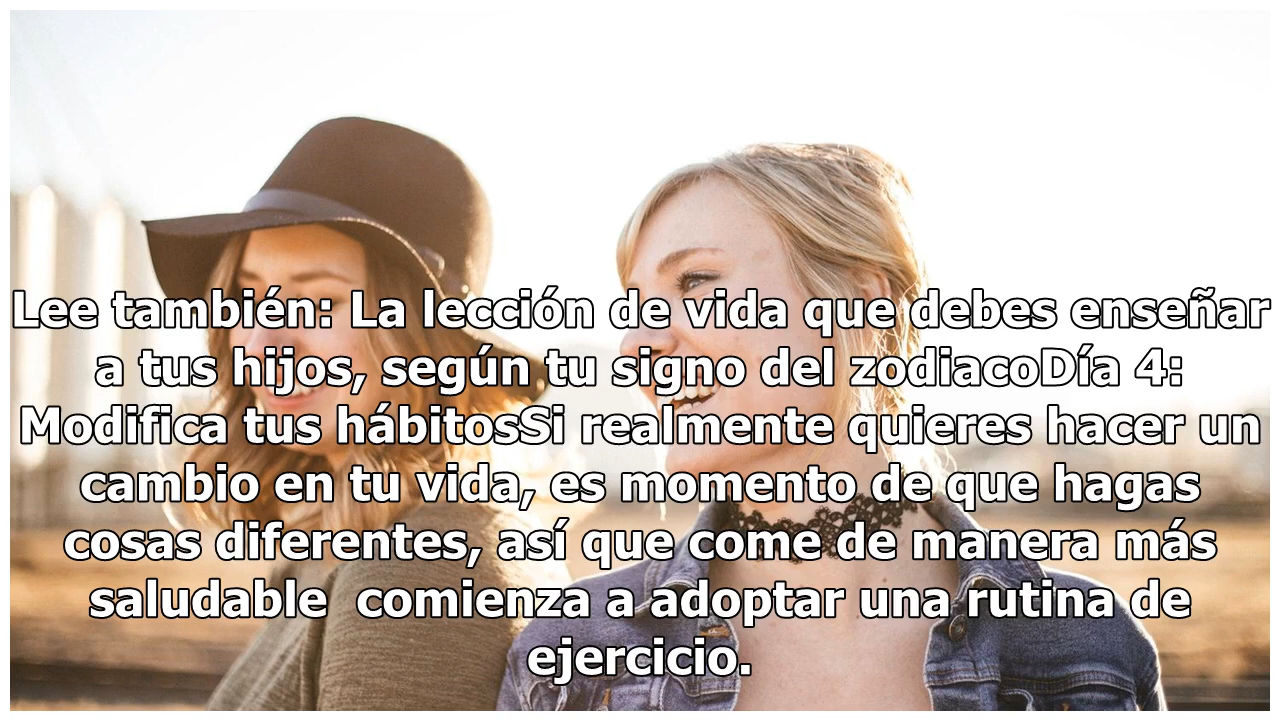 Lee también: La lección de vida que debes enseñar
a tus hijos, según tu signo del zodiacoDía 4:
Modifica tus hábitosSi realmente quieres hacer un
cambio en tu vida, es momento de que hagas
cosas diferentes, así que come de manera más
saludable  comienza a adoptar una rutina de
ejercicio.